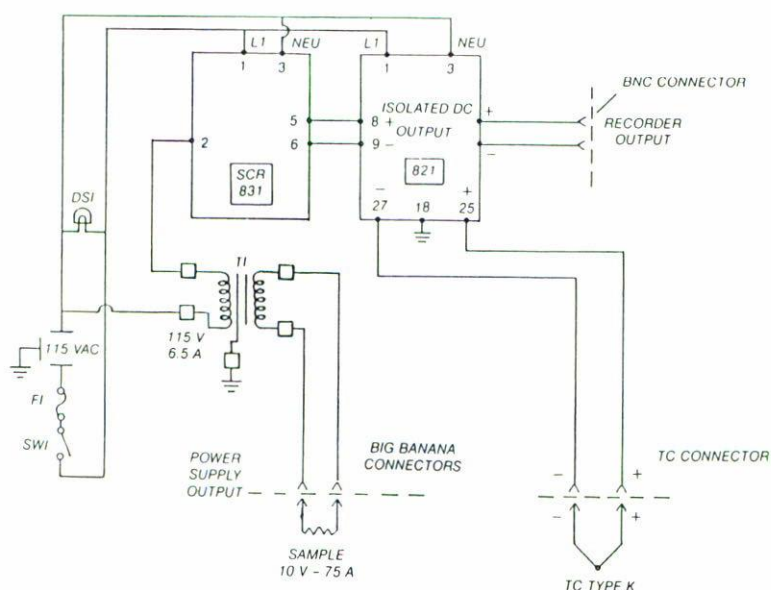 L1 NEU L1 NEU
1 3 1 3
BNC CONNECTOR
ISOLATED DC
OUTPUT
RECORDER
OUTPUT
5 8 + +
6 9 − −
2
SCR
831
821
− +
27 18 25
DSI
TI
115 V
6.5 A
115 VAC
FI
SWI
POWER
SUPPLY
OUTPUT
BIG BANANA
CONNECTORS
TC CONNECTOR
− +
− +
SAMPLE
10 V – 75 A
TC TYPE K